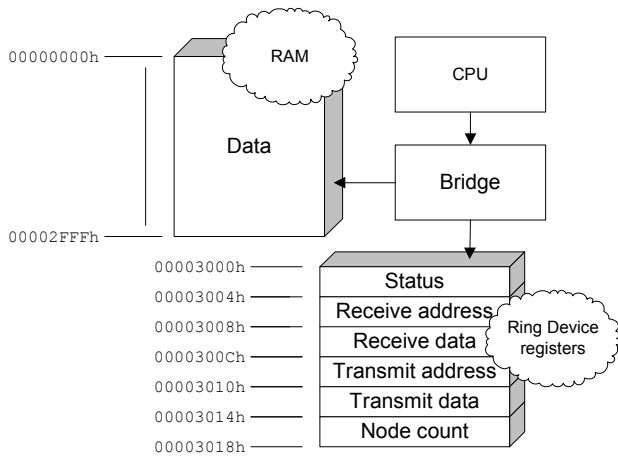 00000000h
RAM
CPU
Data
Bridge
00002FFFh
00003000h
Status
00003004h
Receive address
00003008h
Receive data
0000300Ch
Transmit address
00003010h
Transmit data
00003014h
Node count
00003018h
Ring Device
registers